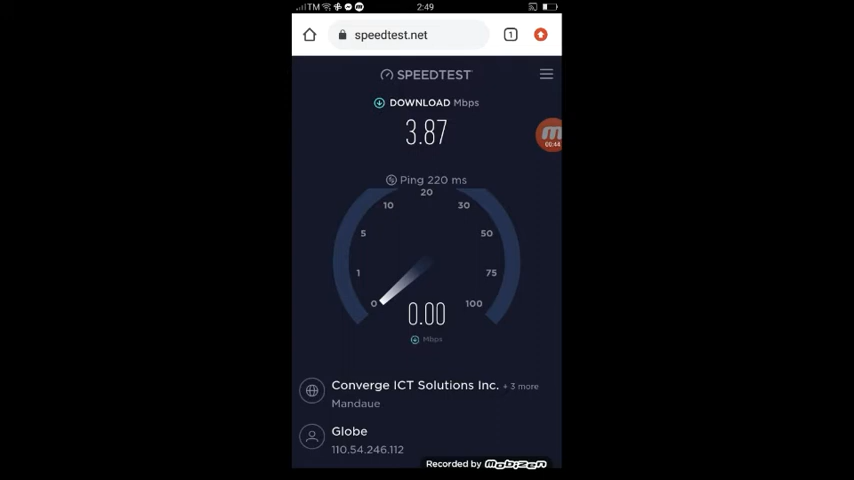 TM 2:49
speedtest.net 1
SPEEDTEST
DOWNLOAD Mbps
3.87
00:44
Ping 220 ms
20
10 30
5 50
1 75
0 100
0.00
Mbps
Converge ICT Solutions Inc. + 3 more
Mandaue
Globe
110.54.246.112
Recorded by mobizen